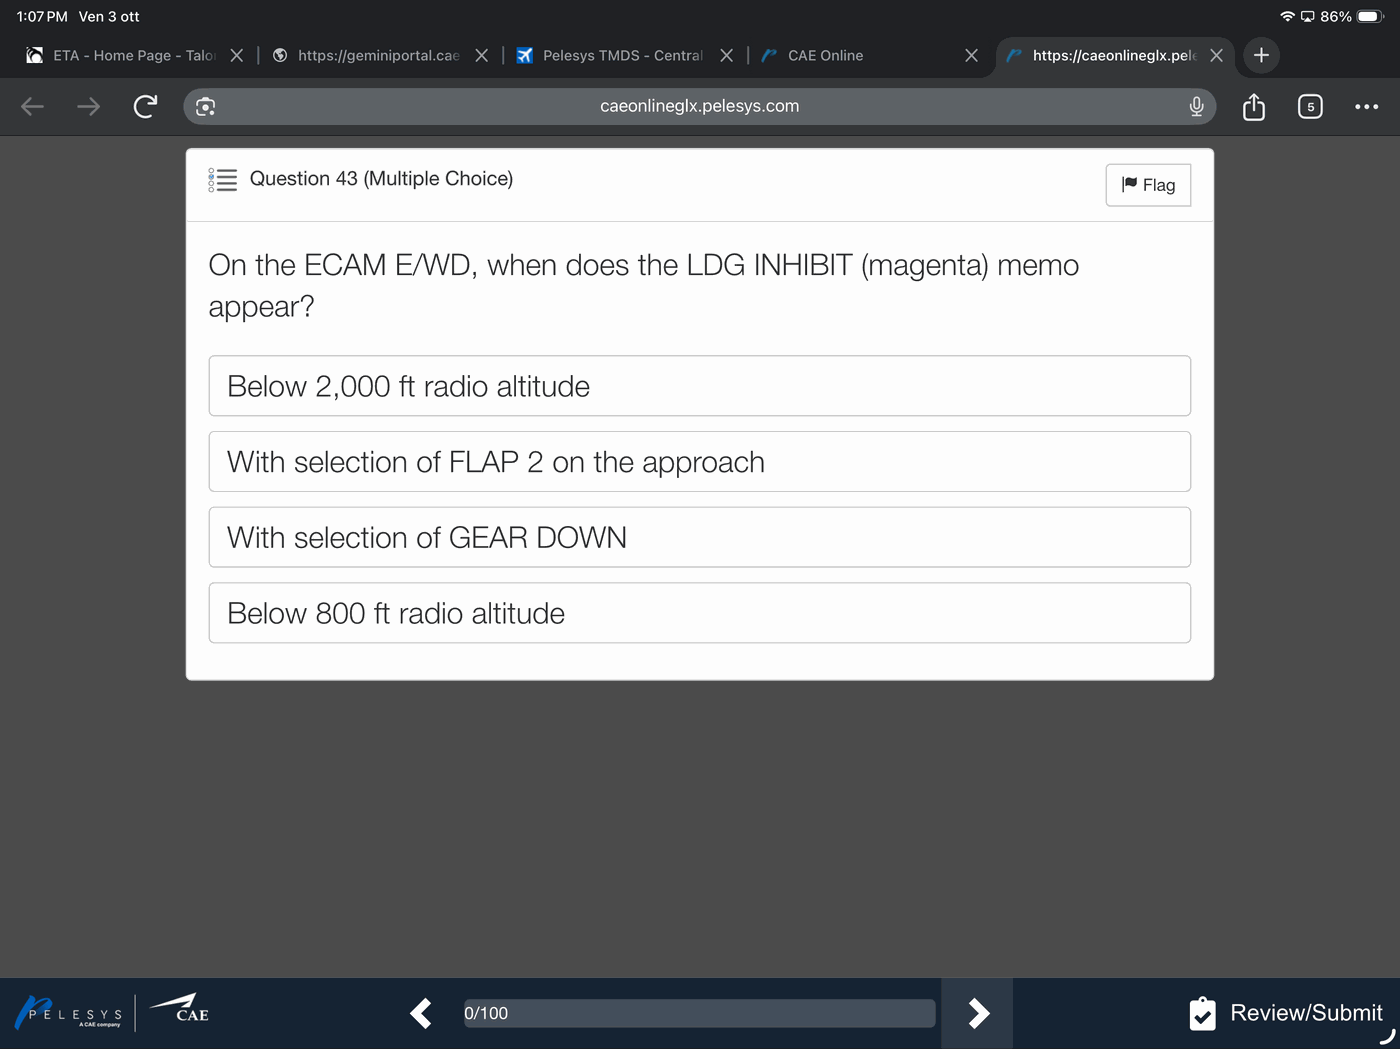 1:07 PM Ven 3 ott
86%
ETA - Home Page - Talo
https://geminiportal.cae
Pelesys TMDS - Central
CAE Online
https://caeonlineglx.pele
caeonlineglx.pelesys.com
5
Question 43 (Multiple Choice)
Flag
On the ECAM E/WD, when does the LDG INHIBIT (magenta) memo
appear?
Below 2,000 ft radio altitude
With selection of FLAP 2 on the approach
With selection of GEAR DOWN
Below 800 ft radio altitude
PELESYS
A CAE company
CAE
0/100
Review/Submit